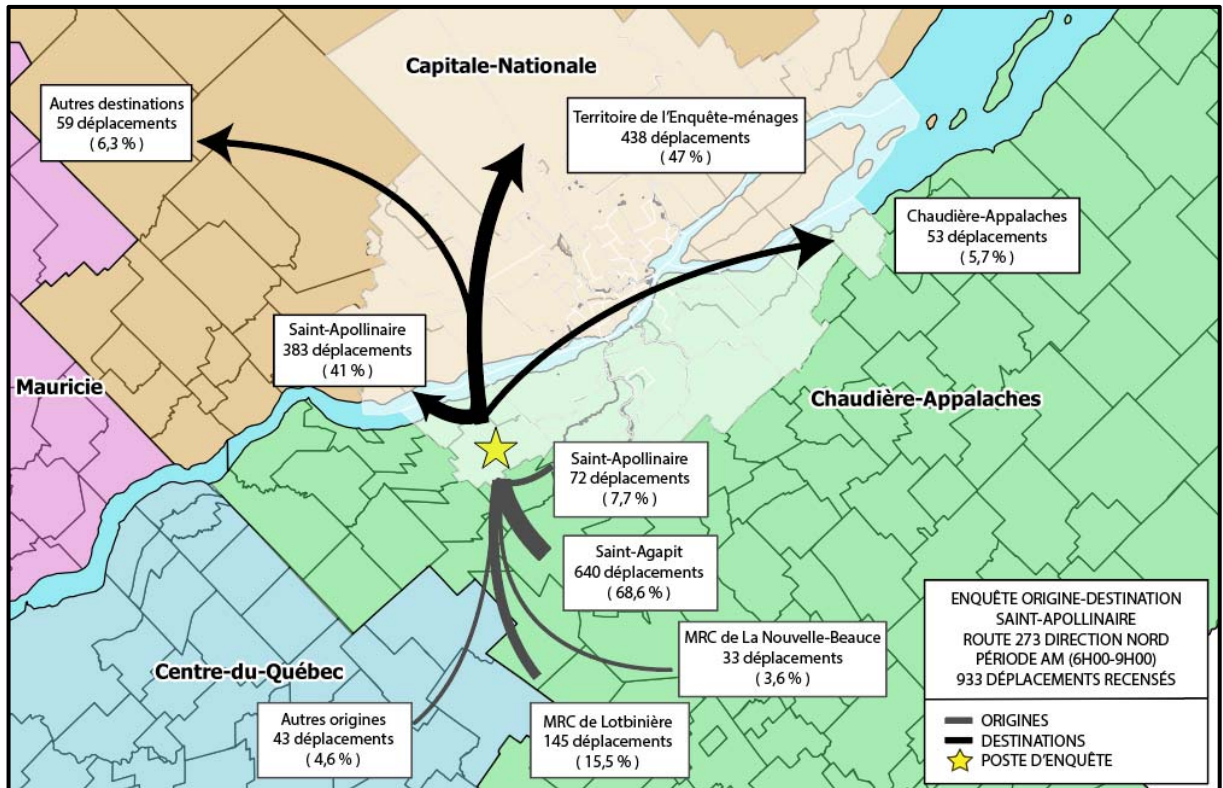 Capitale-Nationale
Autres destinations
59 déplacements
( 6,3 % )
Territoire de l'Enquête-ménages
438 déplacements
( 47 % )
Chaudière-Appalaches
53 déplacements
( 5,7 % )
Saint-Apollinaire
383 déplacements
( 41 % )
Mauricie
Chaudière-Appalaches
Saint-Apollinaire
72 déplacements
( 7,7 % )
Saint-Agapit
640 déplacements
( 68,6 % )
MRC de La Nouvelle-Beauce
33 déplacements
( 3,6 % )
Centre-du-Québec
Autres origines
43 déplacements
( 4,6 % )
MRC de Lotbinière
145 déplacements
( 15,5 % )
ENQUÊTE ORIGINE-DESTINATION
SAINT-APOLLINAIRE
ROUTE 273 DIRECTION NORD
PÉRIODE AM (6H00-9H00)
933 DÉPLACEMENTS RECENSÉS
ORIGINES
DESTINATIONS
POSTE D'ENQUÊTE